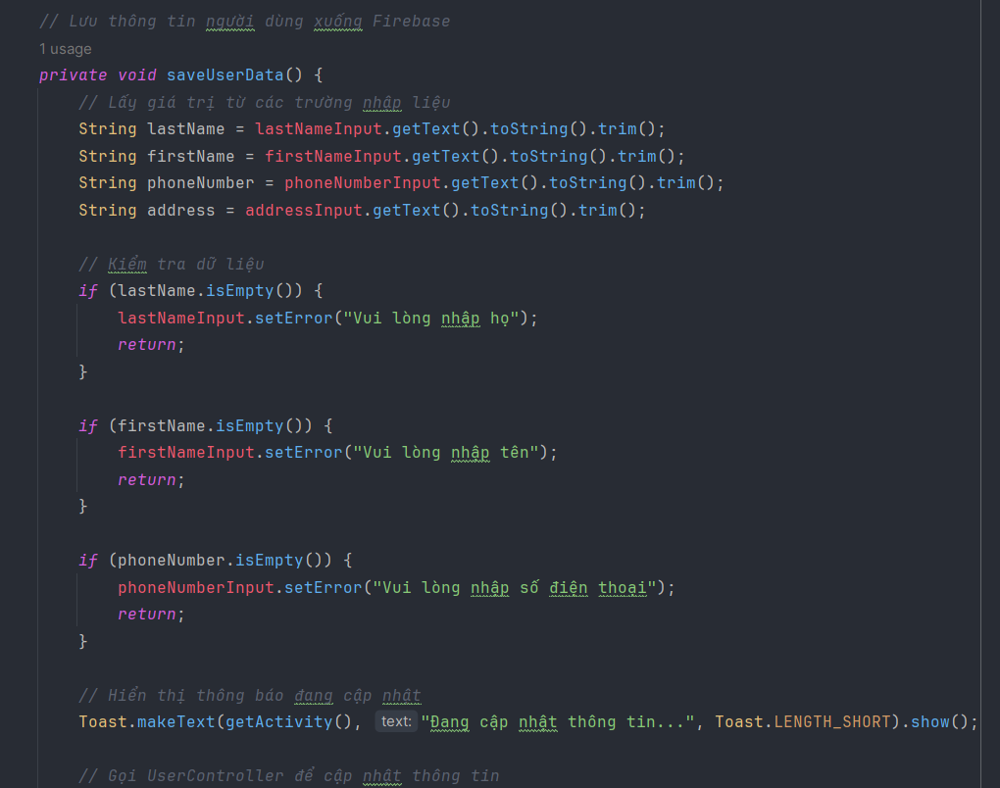 // Lưu thông tin người dùng xuống Firebase
1 usage
private void saveUserData() {
// Lấy giá trị từ các trường nhập liệu
String lastName = lastNameInput.getText().toString().trim();
String firstName = firstNameInput.getText().toString().trim();
String phoneNumber = phoneNumberInput.getText().toString().trim();
String address = addressInput.getText().toString().trim();
// Kiểm tra dữ liệu
if (lastName.isEmpty()) {
lastNameInput.setError("Vui lòng nhập họ");
return;
}
if (firstName.isEmpty()) {
firstNameInput.setError("Vui lòng nhập tên");
return;
}
if (phoneNumber.isEmpty()) {
phoneNumberInput.setError("Vui lòng nhập số điện thoại");
return;
}
// Hiển thị thông báo đang cập nhật
Toast.makeText(getActivity(), text: "Đang cập nhật thông tin...", Toast.LENGTH_SHORT).show();
// Gọi UserController để cập nhật thông tin